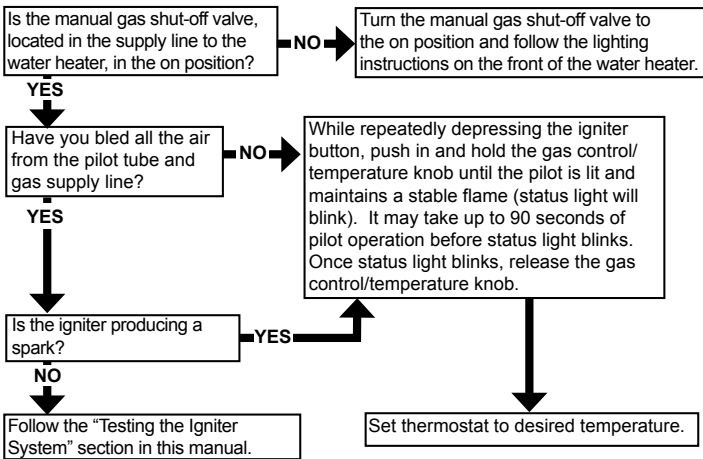 Is the manual gas shut-off valve,
located in the supply line to the
water heater, in the on position?
NO
Turn the manual gas shut-off valve to
the on position and follow the lighting
instructions on the front of the water heater.
YES
Have you bled all the air
from the pilot tube and
gas supply line?
NO
While repeatedly depressing the igniter
button, push in and hold the gas control/
temperature knob until the pilot is lit and
maintains a stable flame (status light will
blink).  It may take up to 90 seconds of
pilot operation before status light blinks.
Once status light blinks, release the gas
control/temperature knob.
YES
Is the igniter producing a
spark?
YES
NO
Follow the “Testing the Igniter
System” section in this manual.
Set thermostat to desired temperature.